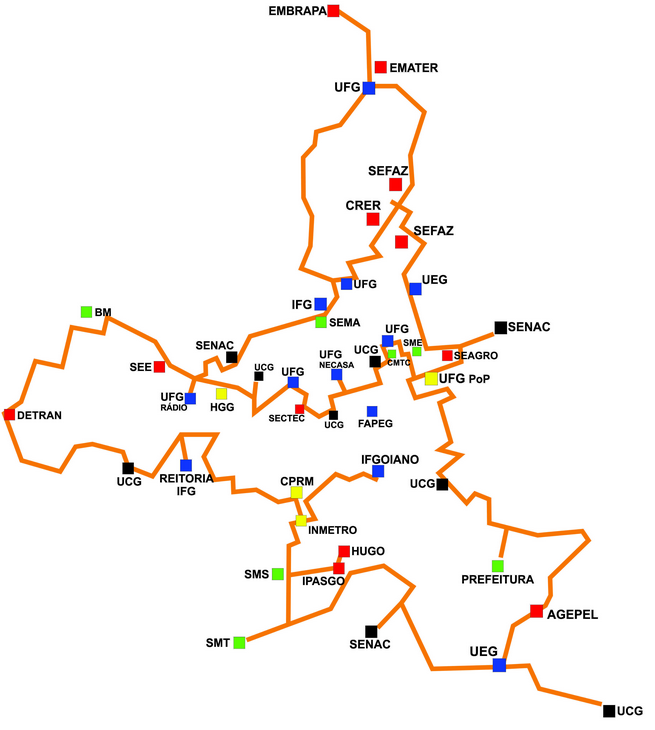 EMBRAPA
EMATER
UFG
SEFAZ
CRER
SEFAZ
UFG
UEG
IFG
BM
SEMA
SENAC
UFG
SENAC
SME
UCG
SEAGRO
CMTC
SEE
UCG
UFG
UFG
NECASA
UFG PoP
UFG
RÁDIO
HGG
DETRAN
SECTEC
UCG
FAPEG
IFGOIANO
UCG
REITORIA
IFG
CPRM
UCG
INMETRO
HUGO
SMS
IPASGO
PREFEITURA
AGEPEL
SMT
SENAC
UEG
UCG